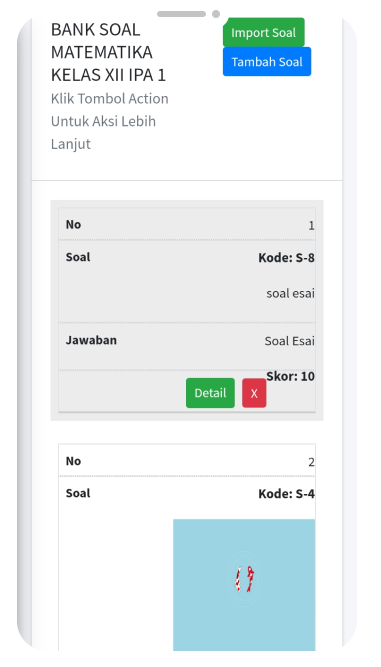 BANK SOAL
MATEMATIKA
KELAS XII IPA 1
Klik Tombol Action
Untuk Aksi Lebih
Lanjut
Import Soal
Tambah Soal
No 1
Soal Kode: S-8
soal esai
Jawaban Soal Esai
Skor: 10
Detail X
No 2
Soal Kode: S-4